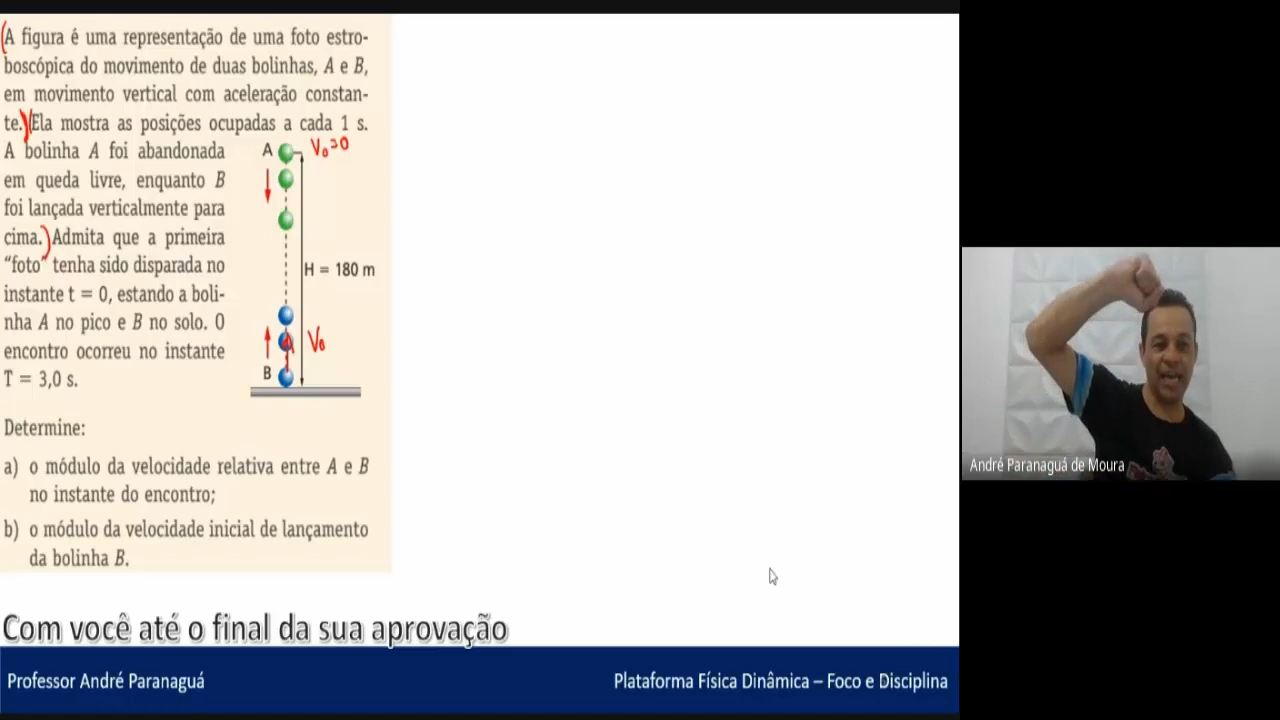 A figura é uma representação de uma foto estro-
boscópica do movimento de duas bolinhas, A e B,
em movimento vertical com aceleração constan-
te. Ela mostra as posições ocupadas a cada 1 s.
A bolinha A foi abandonada
em queda livre, enquanto B
foi lançada verticalmente para
cima. Admita que a primeira
“foto” tenha sido disparada no
instante t = 0, estando a boli-
nha A no pico e B no solo. O
encontro ocorreu no instante
T = 3,0 s.
A
V₀=0
H = 180 m
V₀
B
Determine:
a) o módulo da velocidade relativa entre A e B
no instante do encontro;
b) o módulo da velocidade inicial de lançamento
da bolinha B.
Com você até o final da sua aprovação
Professor André Paranaguá
Plataforma Física Dinâmica – Foco e Disciplina
André Paranaguá de Moura